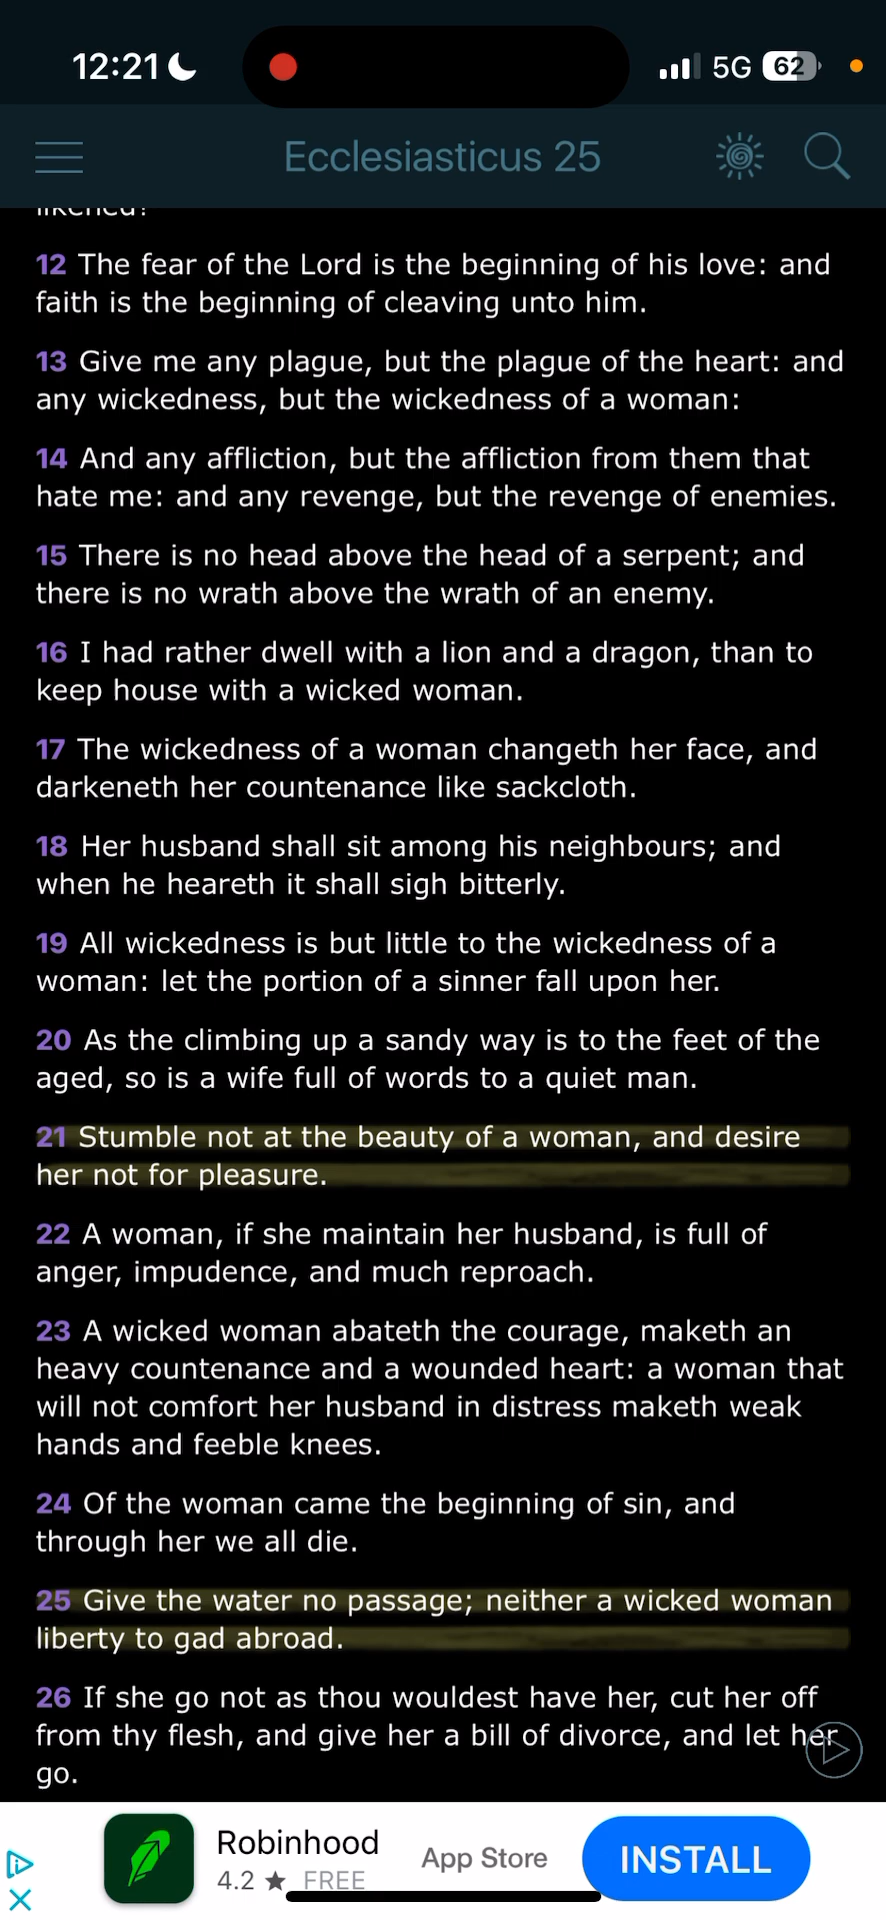 12:21
5G 62
Ecclesiasticus 25
likened?
12 The fear of the Lord is the beginning of his love: and
faith is the beginning of cleaving unto him.
13 Give me any plague, but the plague of the heart: and
any wickedness, but the wickedness of a woman:
14 And any affliction, but the affliction from them that
hate me: and any revenge, but the revenge of enemies.
15 There is no head above the head of a serpent; and
there is no wrath above the wrath of an enemy.
16 I had rather dwell with a lion and a dragon, than to
keep house with a wicked woman.
17 The wickedness of a woman changeth her face, and
darkeneth her countenance like sackcloth.
18 Her husband shall sit among his neighbours; and
when he heareth it shall sigh bitterly.
19 All wickedness is but little to the wickedness of a
woman: let the portion of a sinner fall upon her.
20 As the climbing up a sandy way is to the feet of the
aged, so is a wife full of words to a quiet man.
21 Stumble not at the beauty of a woman, and desire
her not for pleasure.
22 A woman, if she maintain her husband, is full of
anger, impudence, and much reproach.
23 A wicked woman abateth the courage, maketh an
heavy countenance and a wounded heart: a woman that
will not comfort her husband in distress maketh weak
hands and feeble knees.
24 Of the woman came the beginning of sin, and
through her we all die.
25 Give the water no passage; neither a wicked woman
liberty to gad abroad.
26 If she go not as thou wouldest have her, cut her off
from thy flesh, and give her a bill of divorce, and let her
go.
Robinhood
4.2 ★ FREE
App Store
INSTALL